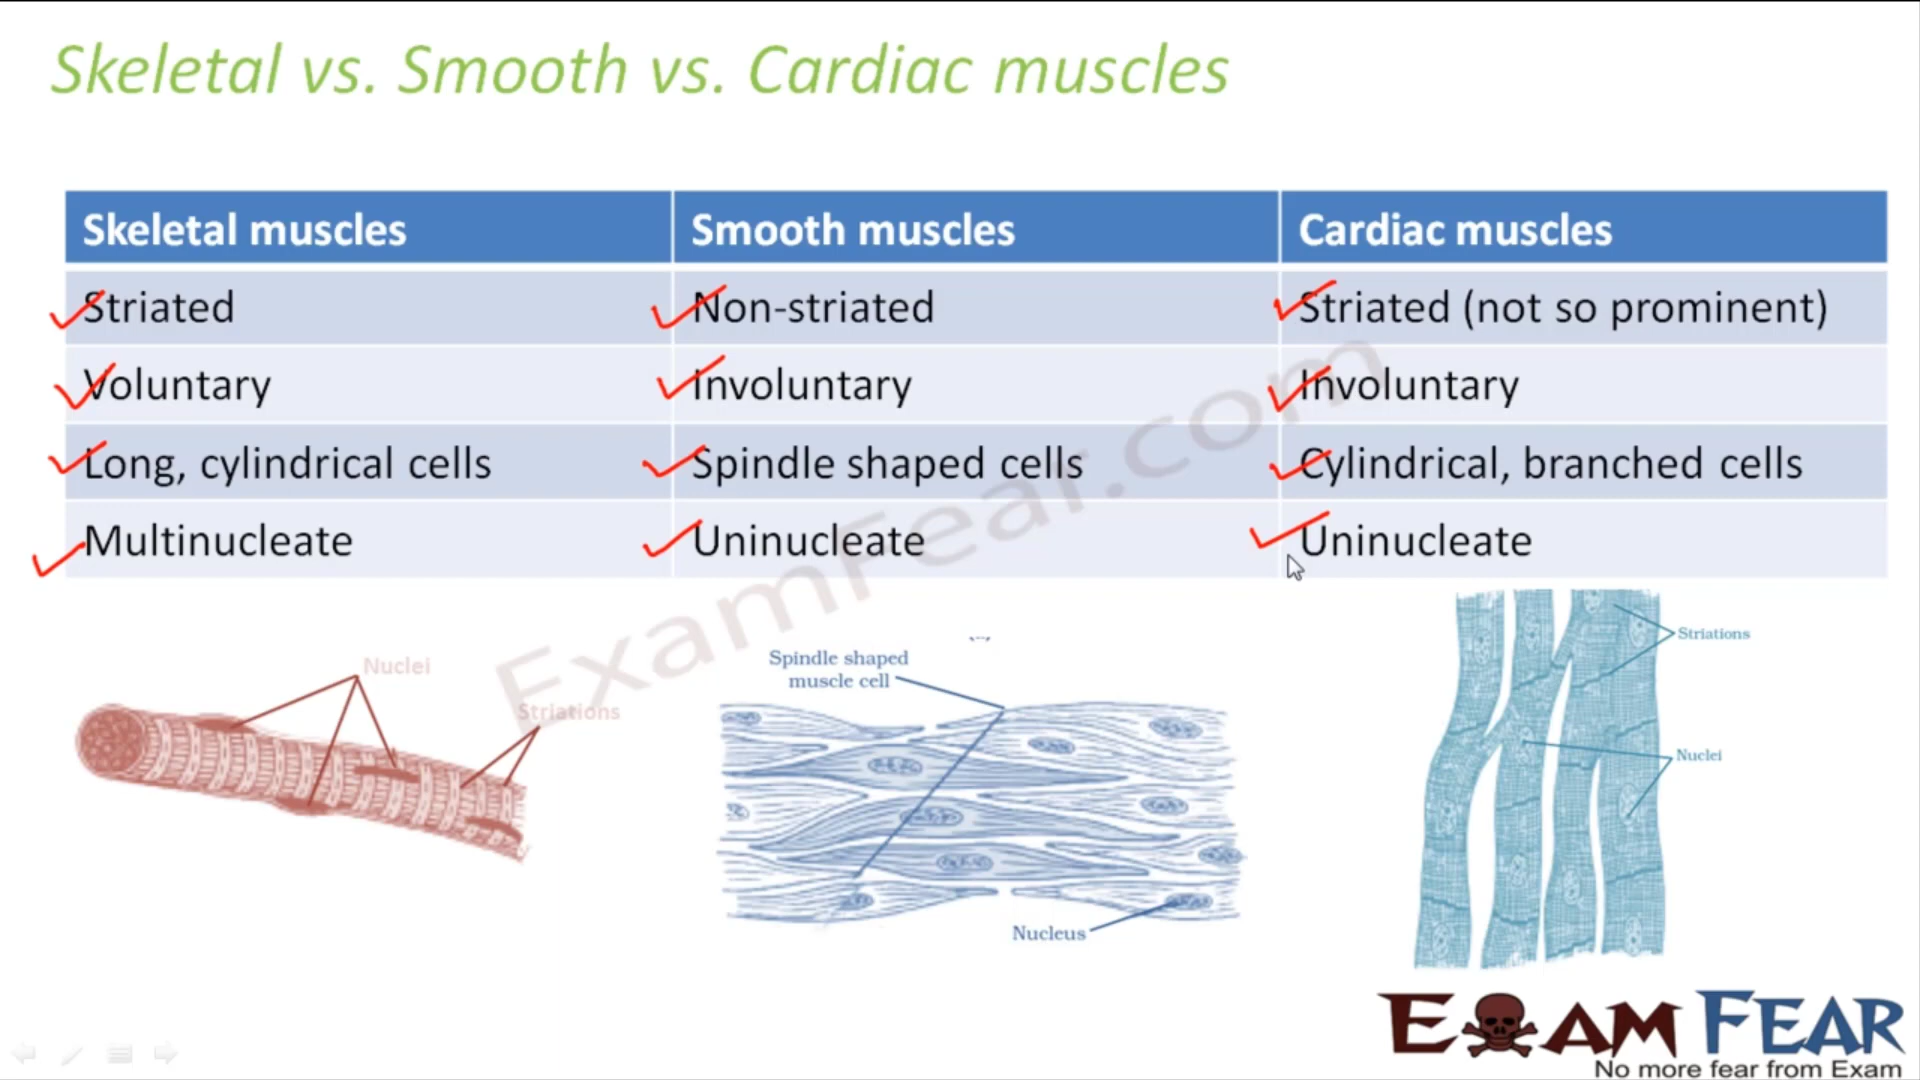 Skeletal vs. Smooth vs. Cardiac muscles
Skeletal muscles Smooth muscles Cardiac muscles
Striated Non-striated Striated (not so prominent)
Voluntary Involuntary Involuntary
Long, cylindrical cells Spindle shaped cells Cylindrical, branched cells
Multinucleate Uninucleate Uninucleate
ExamFear.com
Nuclei
Striations
Spindle shaped
muscle cell
Nucleus
Striations
Nuclei
EXAM FEAR
No more fear from Exam